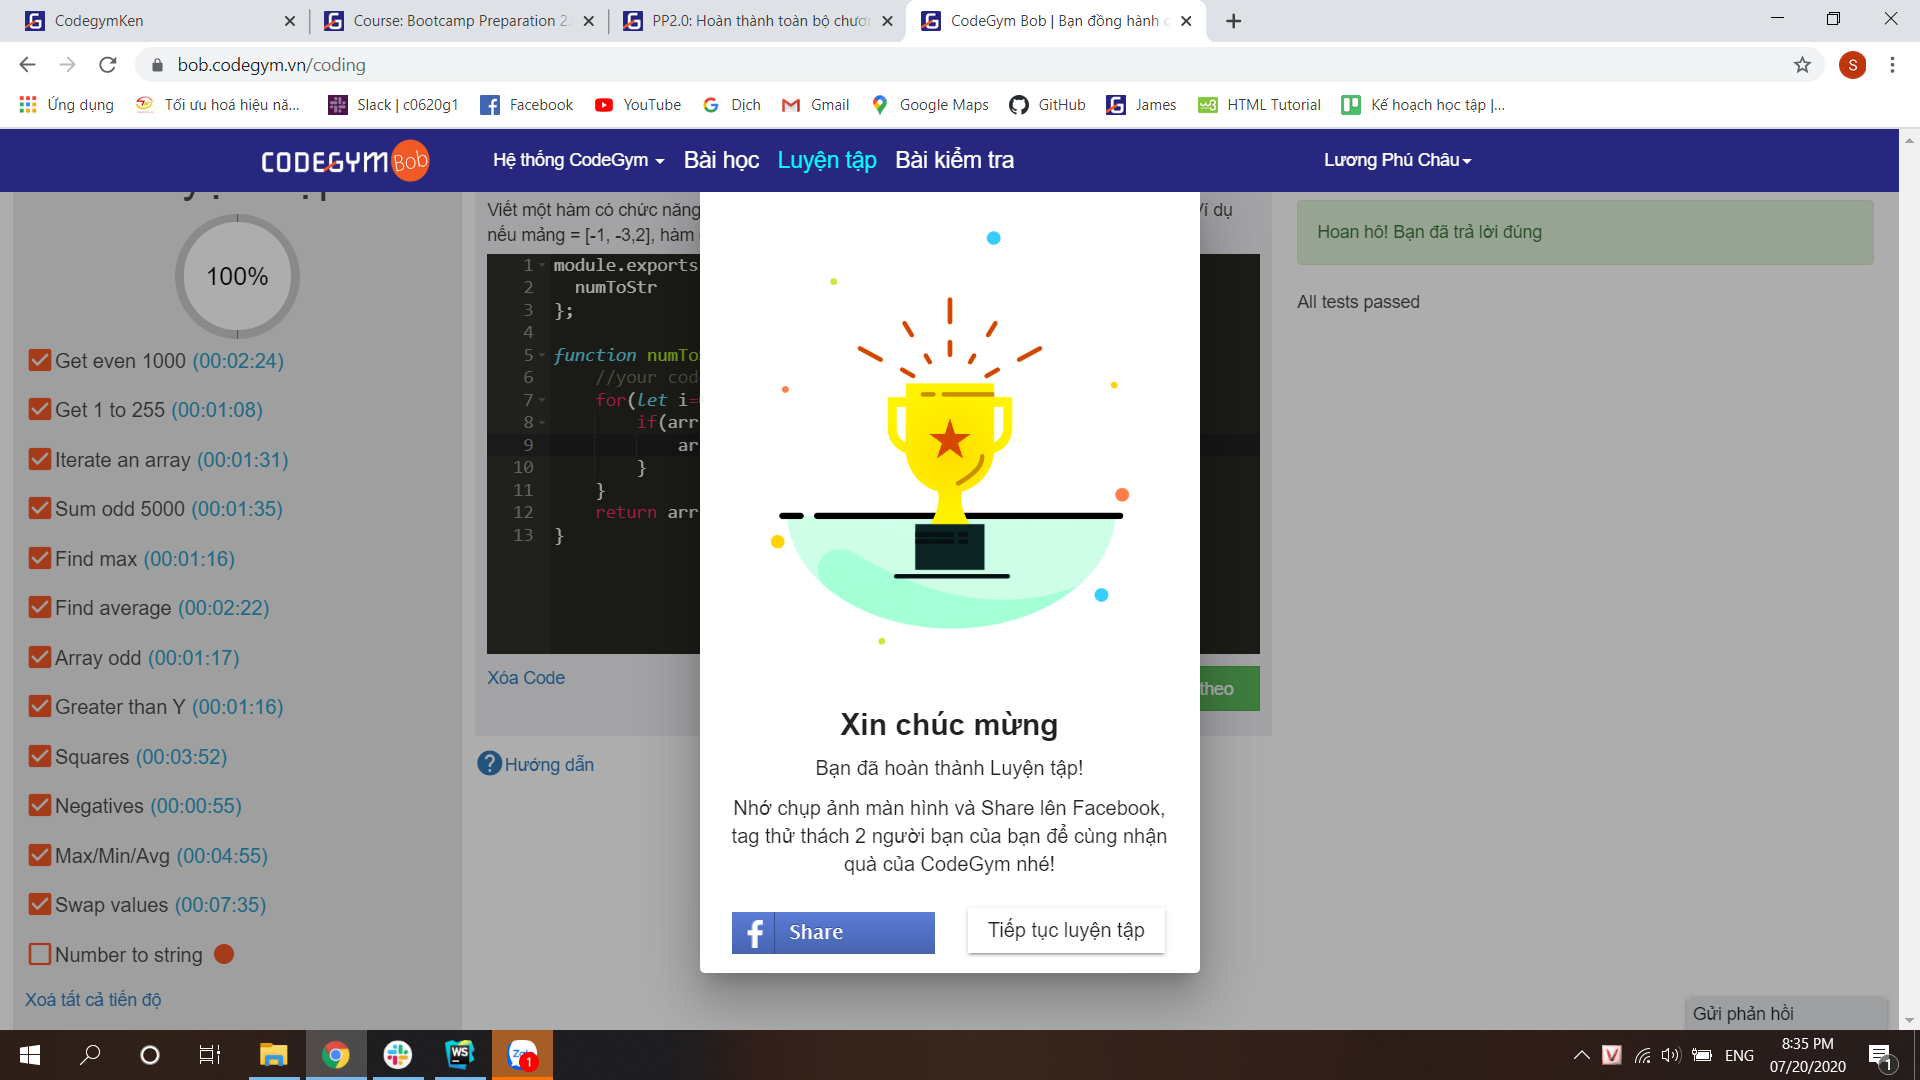 CodegymKen
Course: Bootcamp Preparation 2.
PP2.0: Hoàn thành toàn bộ chươn
CodeGym Bob | Bạn đồng hành c
bob.codegym.vn/coding
S
Ứng dụng
Tối ưu hoá hiệu nă...
Slack | c0620g1
Facebook
YouTube
Dịch
Gmail
Google Maps
GitHub
James
HTML Tutorial
Kế hoạch học tập |...
CODEGYM Bob
Hệ thống CodeGym
Bài học
Luyện tập
Bài kiểm tra
Lương Phú Châu
100%
Get even 1000 (00:02:24)
Get 1 to 255 (00:01:08)
Iterate an array (00:01:31)
Sum odd 5000 (00:01:35)
Find max (00:01:16)
Find average (00:02:22)
Array odd (00:01:17)
Greater than Y (00:01:16)
Squares (00:03:52)
Negatives (00:00:55)
Max/Min/Avg (00:04:55)
Swap values (00:07:35)
Number to string
Xoá tất cả tiến độ
Viết một hàm có chức năng
í dụ
nếu mảng = [-1, -3,2], hàm
1 module.exports
2 numToStr
3 };
4
5 function numTo
6 //your cod
7 for(let i=
8 if(arr
9 ar
10 }
11 }
12 return arr
13 }
Xóa Code
theo
Hướng dẫn
Hoan hô! Bạn đã trả lời đúng
All tests passed
Xin chúc mừng
Bạn đã hoàn thành Luyện tập!
Nhớ chụp ảnh màn hình và Share lên Facebook,
tag thử thách 2 người bạn của bạn để cùng nhận
quà của CodeGym nhé!
f Share
Tiếp tục luyện tập
Gửi phản hồi
WS
1
V
ENG
8:35 PM
07/20/2020
1